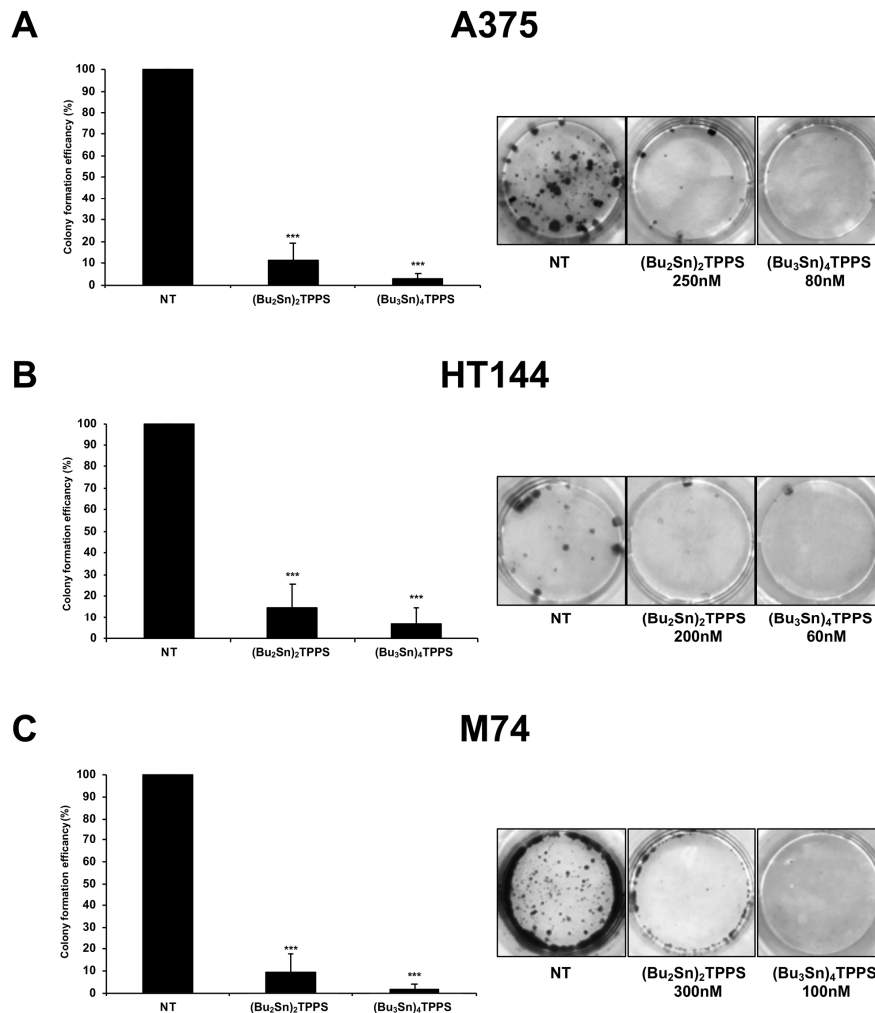 A
A375
Colony formation efficancy (%)
100
90
80
70
60
50
40
30
20
10
0
***
***
NT
(Bu₂Sn)₂TPPS
(Bu₃Sn)₄TPPS
NT
(Bu₂Sn)₂TPPS
250nM
(Bu₃Sn)₄TPPS
80nM
B
HT144
Colony formation efficancy (%)
100
90
80
70
60
50
40
30
20
10
0
***
***
NT
(Bu₂Sn)₂TPPS
(Bu₃Sn)₄TPPS
NT
(Bu₂Sn)₂TPPS
200nM
(Bu₃Sn)₄TPPS
60nM
C
M74
Colony formation efficancy (%)
100
90
80
70
60
50
40
30
20
10
0
***
***
NT
(Bu₂Sn)₂TPPS
(Bu₃Sn)₄TPPS
NT
(Bu₂Sn)₂TPPS
300nM
(Bu₃Sn)₄TPPS
100nM